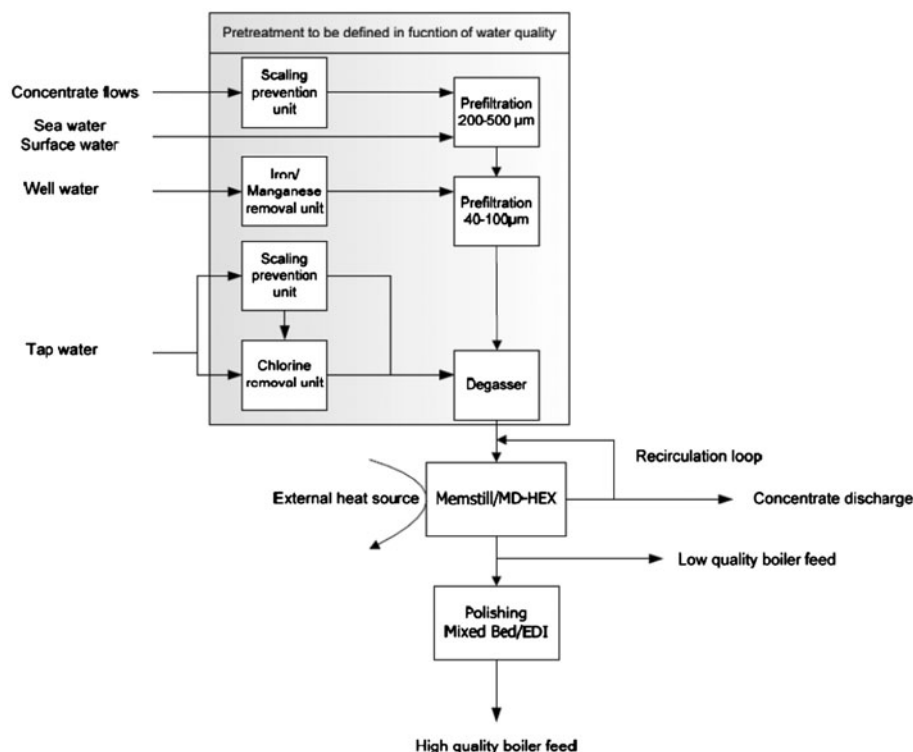 Pretreatment to be defined in fucntion of water quality
Concentrate flows
Scaling
prevention
unit
Prefiltration
200-500 µm
Sea water
Surface water
Well water
Iron/
Manganese
removal unit
Prefiltration
40-100µm
Scaling
prevention
unit
Tap water
Chlorine
removal unit
Degasser
Recirculation loop
External heat source
Memstill/MD-HEX
Concentrate discharge
Low quality boiler feed
Polishing
Mixed Bed/EDI
High quality boiler feed